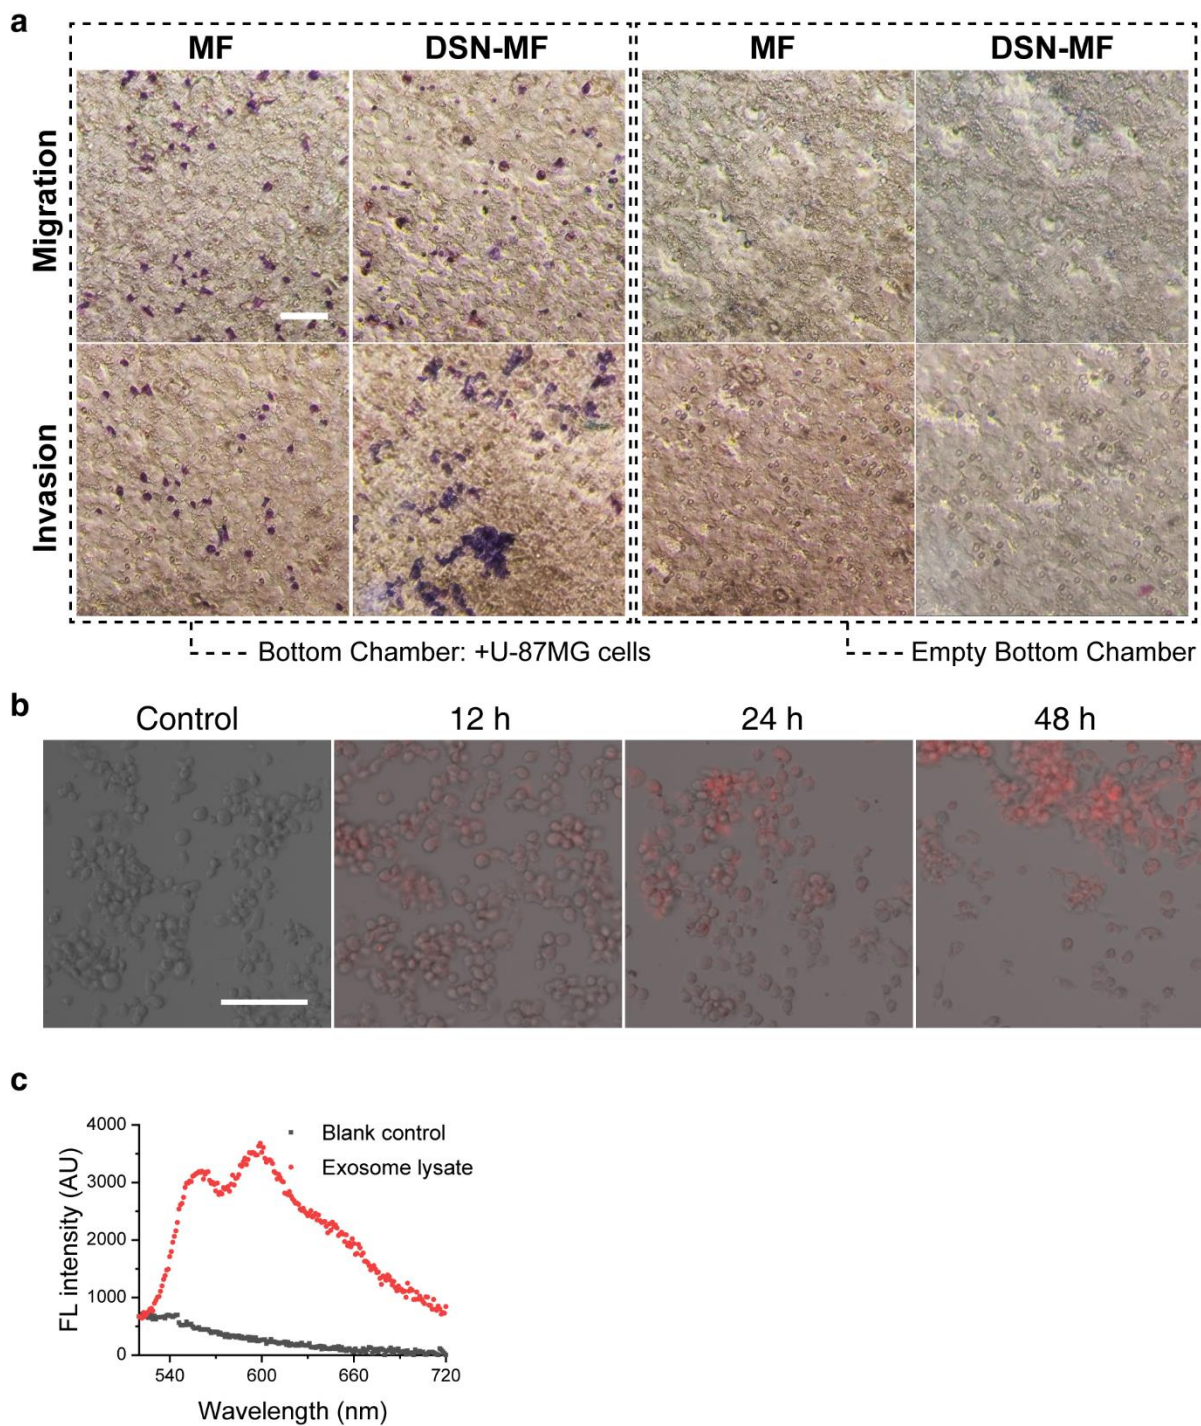 a
MF DSN-MF MF DSN-MF
Migration
Invasion
Bottom Chamber: +U-87MG cells Empty Bottom Chamber
b
Control 12 h 24 h 48 h
c
4000
3000
2000
1000
0
FL intensity (AU)
Blank control
Exosome lysate
540 600 660 720
Wavelength (nm)